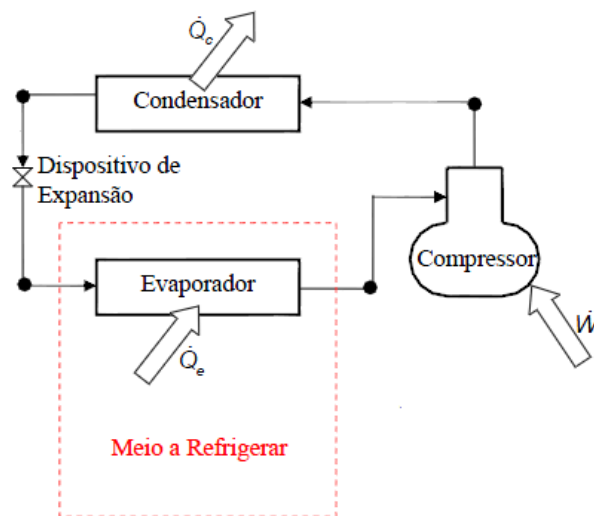 Q̇c
Condensador
Dispositivo de
Expansão
Evaporador
Compressor
Q̇e
Ẇ
Meio a Refrigerar